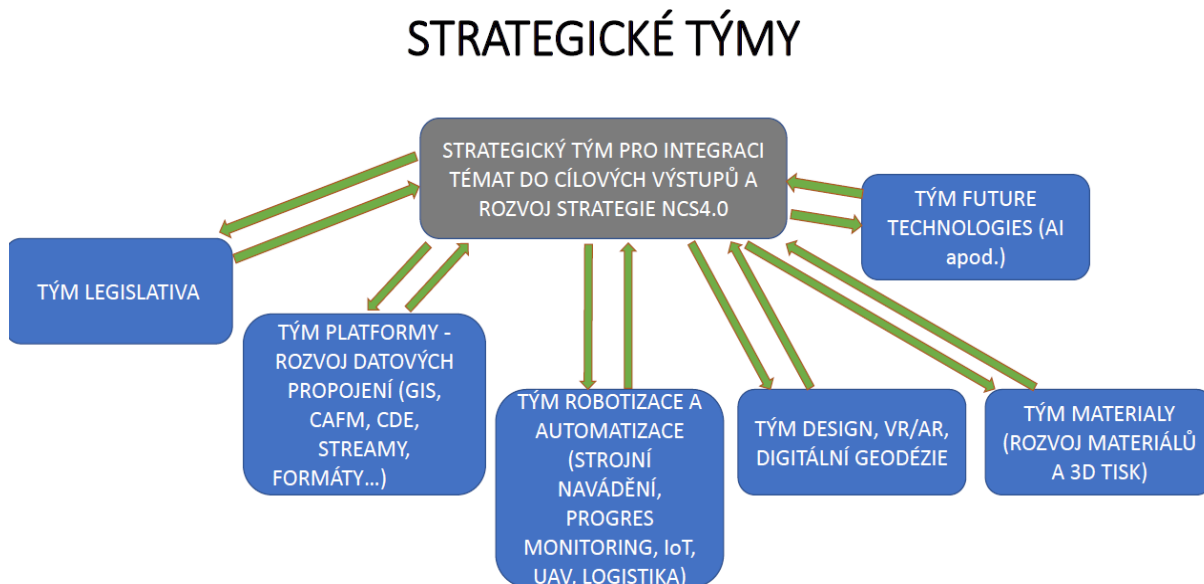 STRATEGICKÉ TÝMY
STRATEGICKÝ TÝM PRO INTEGRACI
TÉMAT DO CÍLOVÝCH VÝSTUPŮ A
ROZVOJ STRATEGIE NCS4.0
TÝM FUTURE
TECHNOLOGIES (AI
apod.)
TÝM LEGISLATIVA
TÝM PLATFORMY -
ROZVOJ DATOVÝCH
PROPOJENÍ (GIS,
CAFM, CDE,
STREAMY,
FORMÁTY...)
TÝM ROBOTIZACE A
AUTOMATIZACE
(STROJNÍ
NAVÁDĚNÍ,
PROGRES
MONITORING, IoT,
UAV, LOGISTIKA)
TÝM DESIGN, VR/AR,
DIGITÁLNÍ GEODÉZIE
TÝM MATERIALY
(ROZVOJ MATERIÁLŮ
A 3D TISK)